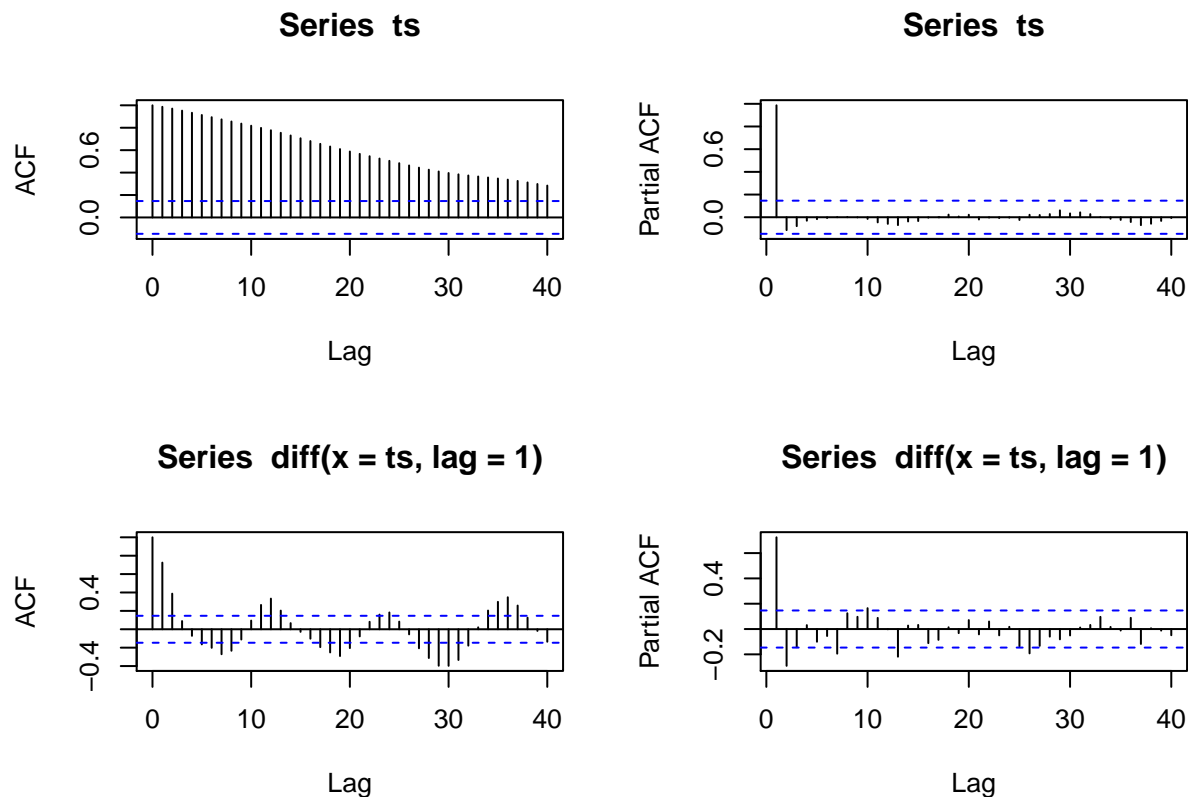 Series ts
ACF
0.0 0.6
0 10 20 30 40
Lag
Series ts
Partial ACF
0.0 0.6
0 10 20 30 40
Lag
Series diff(x = ts, lag = 1)
ACF
−0.4 0.4
0 10 20 30 40
Lag
Series diff(x = ts, lag = 1)
Partial ACF
−0.2 0.4
0 10 20 30 40
Lag